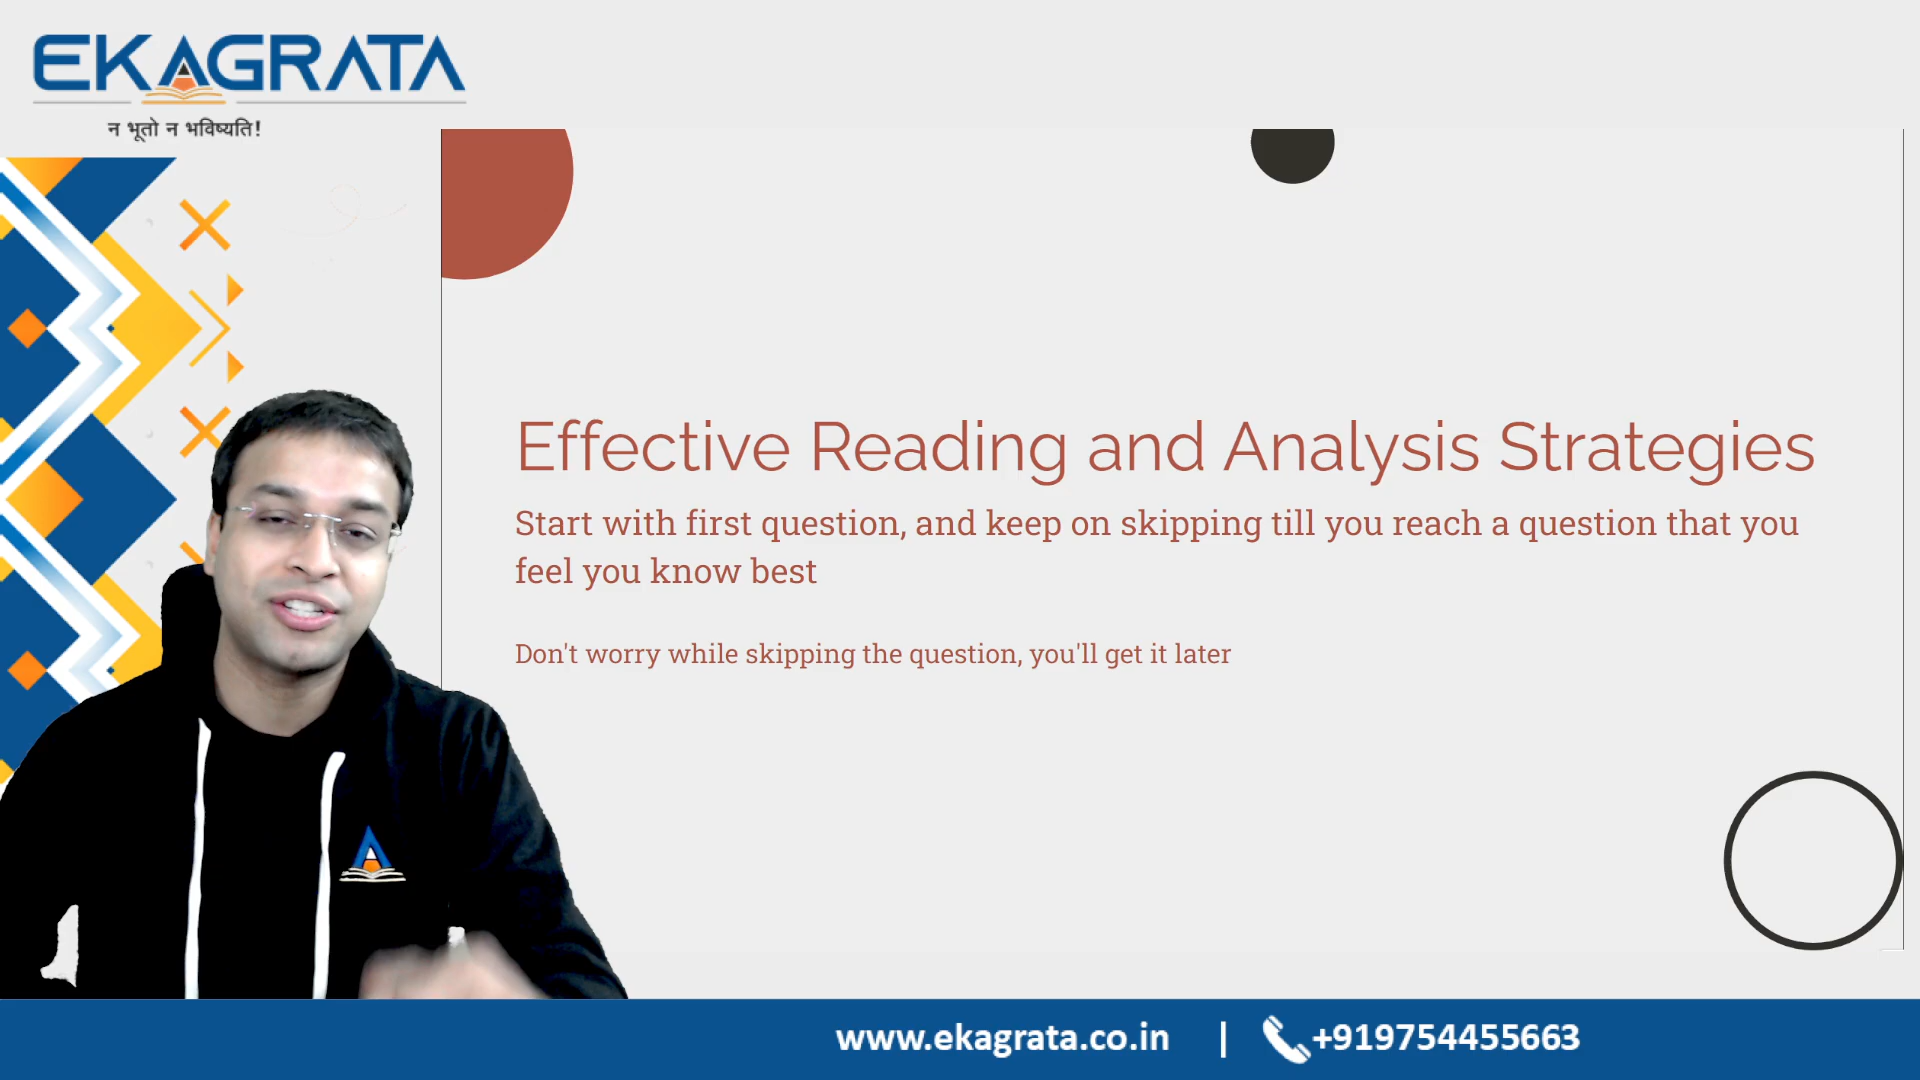 EKAGRATA
न भूतो न भविष्यति!
Effective Reading and Analysis Strategies
Start with first question, and keep on skipping till you reach a question that you
feel you know best
Don't worry while skipping the question, you'll get it later
www.ekagrata.co.in | +919754455663